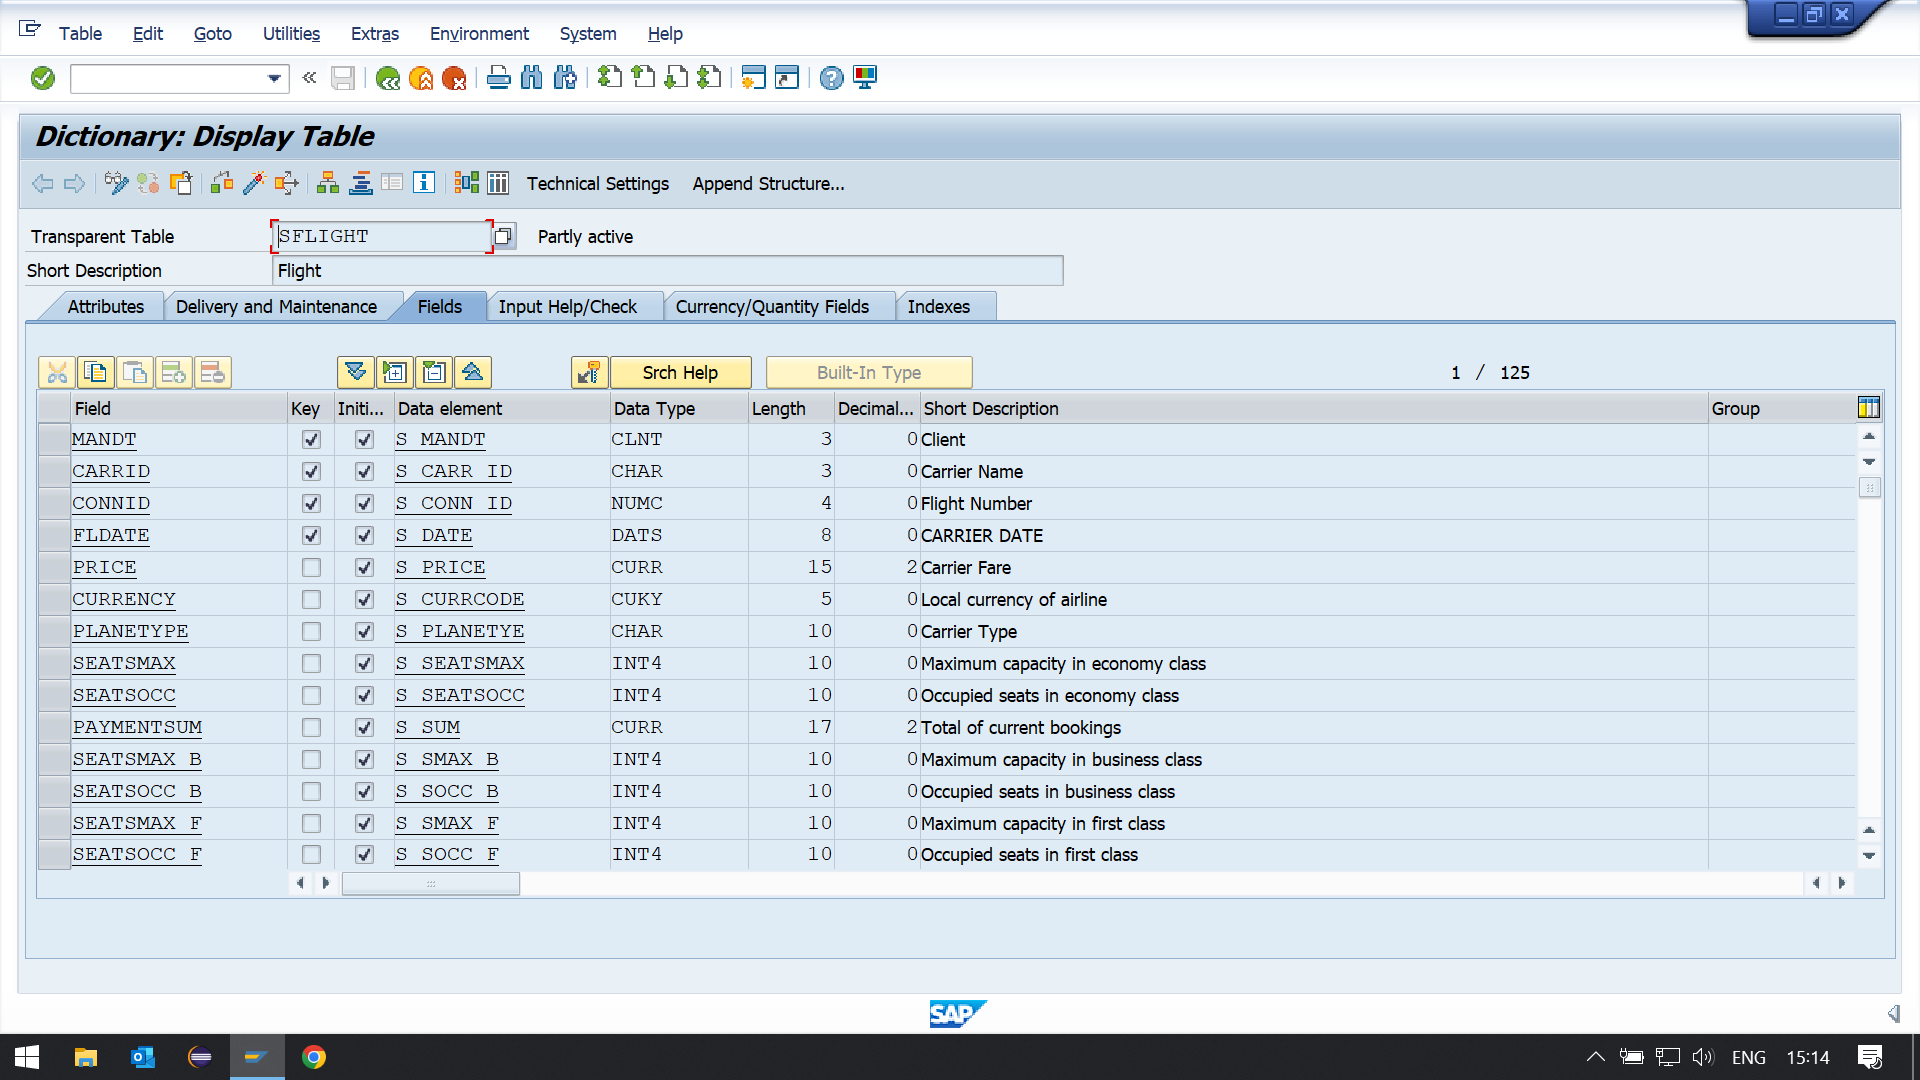 Table Edit Goto Utilities Extras Environment System Help
Dictionary: Display Table
Technical Settings Append Structure...
Transparent Table SFLIGHT Partly active
Short Description Flight
Attributes Delivery and Maintenance Fields Input Help/Check Currency/Quantity Fields Indexes
Srch Help Built-In Type 1 / 125
Field Key Initi... Data element Data Type Length Decimal... Short Description Group
MANDT S_MANDT CLNT 3 0 Client
CARRID S_CARR_ID CHAR 3 0 Carrier Name
CONNID S_CONN_ID NUMC 4 0 Flight Number
FLDATE S_DATE DATS 8 0 CARRIER DATE
PRICE S_PRICE CURR 15 2 Carrier Fare
CURRENCY S_CURRCODE CUKY 5 0 Local currency of airline
PLANETYPE S_PLANETYE CHAR 10 0 Carrier Type
SEATSMAX S_SEATSMAX INT4 10 0 Maximum capacity in economy class
SEATSOCC S_SEATSOCC INT4 10 0 Occupied seats in economy class
PAYMENTSUM S_SUM CURR 17 2 Total of current bookings
SEATSMAX_B S_SMAX_B INT4 10 0 Maximum capacity in business class
SEATSOCC_B S_SOCC_B INT4 10 0 Occupied seats in business class
SEATSMAX_F S_SMAX_F INT4 10 0 Maximum capacity in first class
SEATSOCC_F S_SOCC_F INT4 10 0 Occupied seats in first class
SAP
ENG 15:14